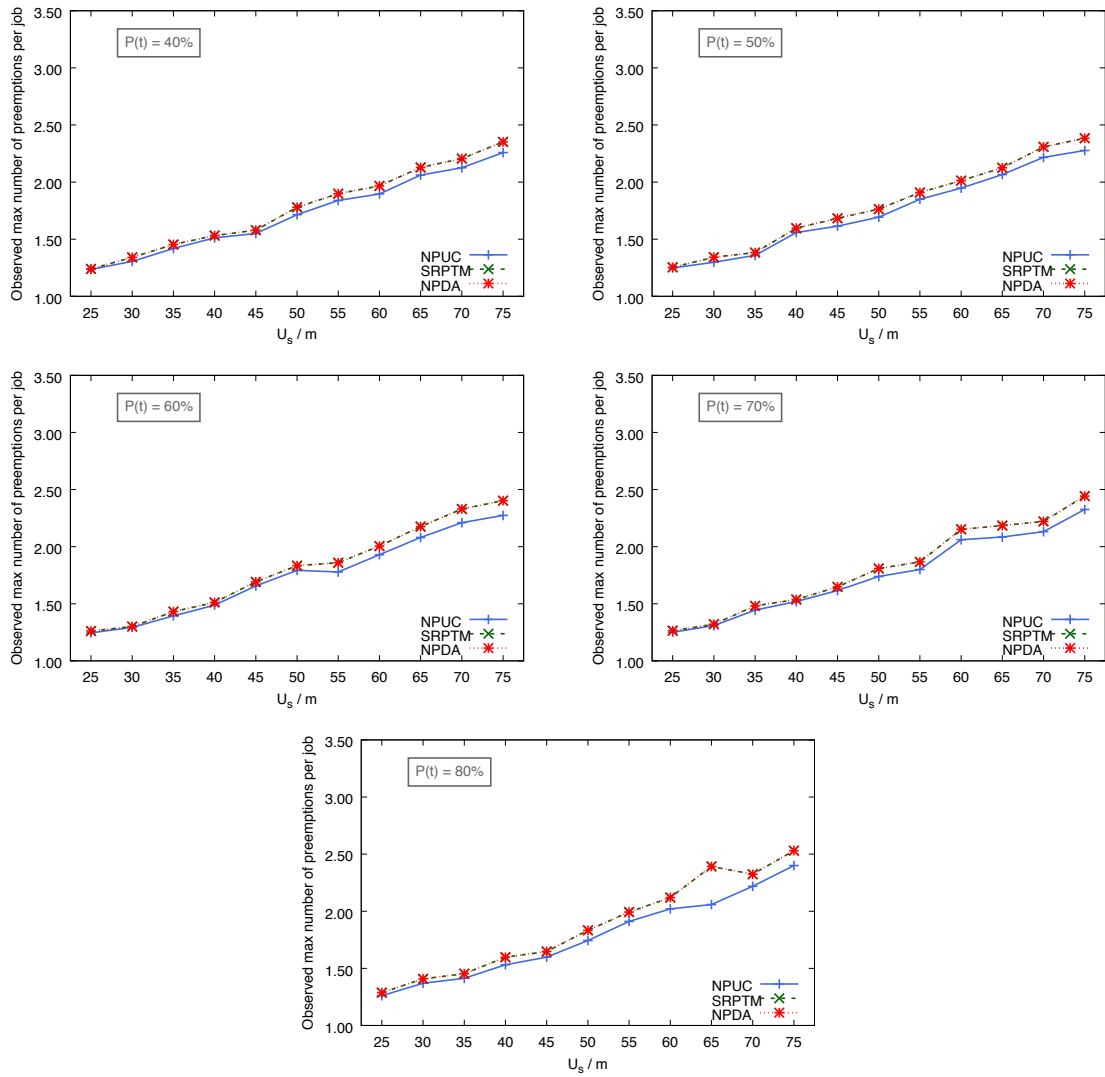 Observed max number of preemptions per job
3.50
3.00
2.50
2.00
1.50
1.00
P(t) = 40%
NPUC
SRPTM
NPDA
25 30 35 40 45 50 55 60 65 70 75
U_s / m
Observed max number of preemptions per job
3.50
3.00
2.50
2.00
1.50
1.00
P(t) = 50%
NPUC
SRPTM
NPDA
25 30 35 40 45 50 55 60 65 70 75
U_s / m
Observed max number of preemptions per job
3.50
3.00
2.50
2.00
1.50
1.00
P(t) = 60%
NPUC
SRPTM
NPDA
25 30 35 40 45 50 55 60 65 70 75
U_s / m
Observed max number of preemptions per job
3.50
3.00
2.50
2.00
1.50
1.00
P(t) = 70%
NPUC
SRPTM
NPDA
25 30 35 40 45 50 55 60 65 70 75
U_s / m
Observed max number of preemptions per job
3.50
3.00
2.50
2.00
1.50
1.00
P(t) = 80%
NPUC
SRPTM
NPDA
25 30 35 40 45 50 55 60 65 70 75
U_s / m